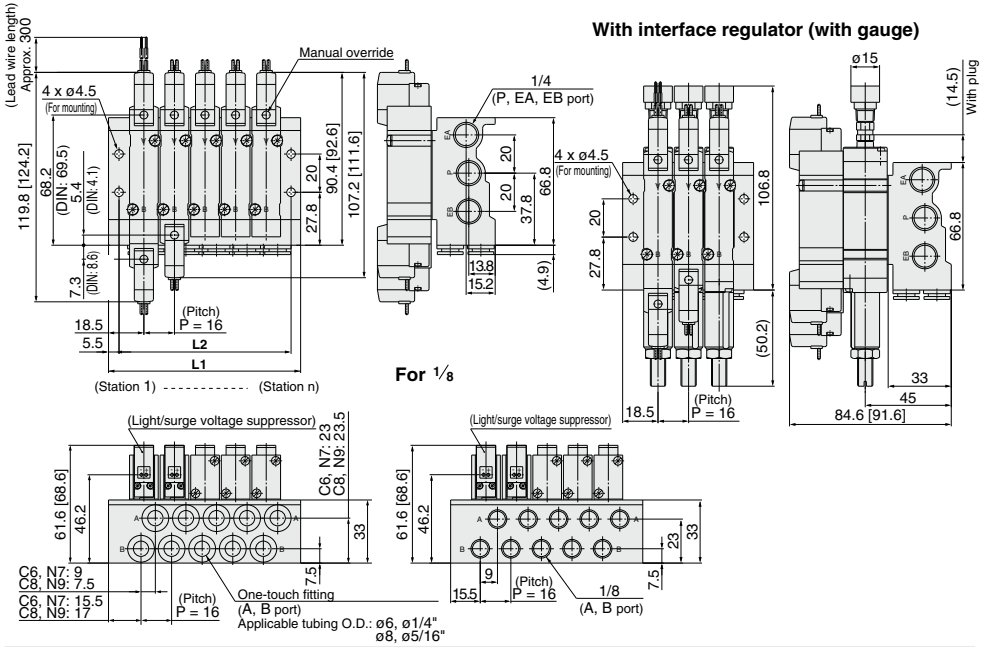 With interface regulator (with gauge)
(Lead wire length)
Approx. 300
Manual override
4 x ø4.5
(For mounting)
119.8 [124.2]
68.2
(DIN: 69.5)
5.4
(DIN: 4.1)
7.3
(DIN: 8.6)
20
27.8
90.4 [92.6]
107.2 [111.6]
B
B
18.5
(Pitch)
P = 16
5.5
L2
L1
(Station 1)
(Station n)
1/4
(P, EA, EB port)
EA
P
EB
20
20
37.8
66.8
13.8
15.2
(4.9)
4 x ø4.5
(For mounting)
20
27.8
B
106.8
(50.2)
18.5
(Pitch)
P = 16
ø15
(14.5)
With plug
EA
P
EB
66.8
33
45
84.6 [91.6]
For 1/8
(Light/surge voltage suppressor)
C6, N7: 23
C8, N9: 23.5
61.6 [68.6]
46.2
A
A
B
B
33
7.5
C6, N7: 9
C8, N9: 7.5
C6, N7: 15.5
C8, N9: 17
(Pitch)
P = 16
One-touch fitting
(A, B port)
Applicable tubing O.D.: ø6, ø1/4"
ø8, ø5/16"
(Light/surge voltage suppressor)
61.6 [68.6]
46.2
A
A
B
B
23
33
7.5
9
15.5
(Pitch)
P = 16
1/8
(A, B port)